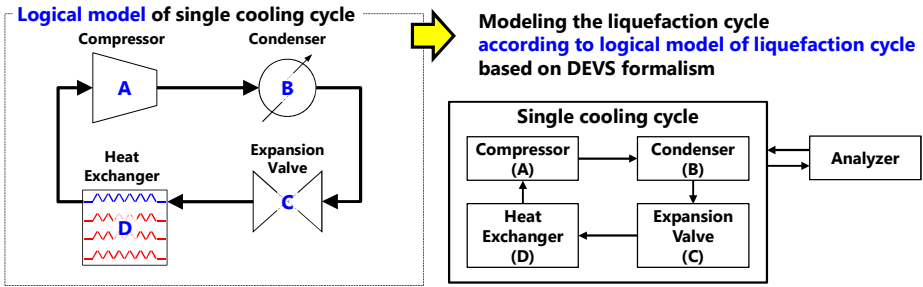 Logical model of single cooling cycle
Compressor
Condenser
A
B
Heat
Exchanger
Expansion
Valve
D
C
Modeling the liquefaction cycle
according to logical model of liquefaction cycle
based on DEVS formalism
Single cooling cycle
Compressor
(A)
Condenser
(B)
Heat
Exchanger
(D)
Expansion
Valve
(C)
Analyzer